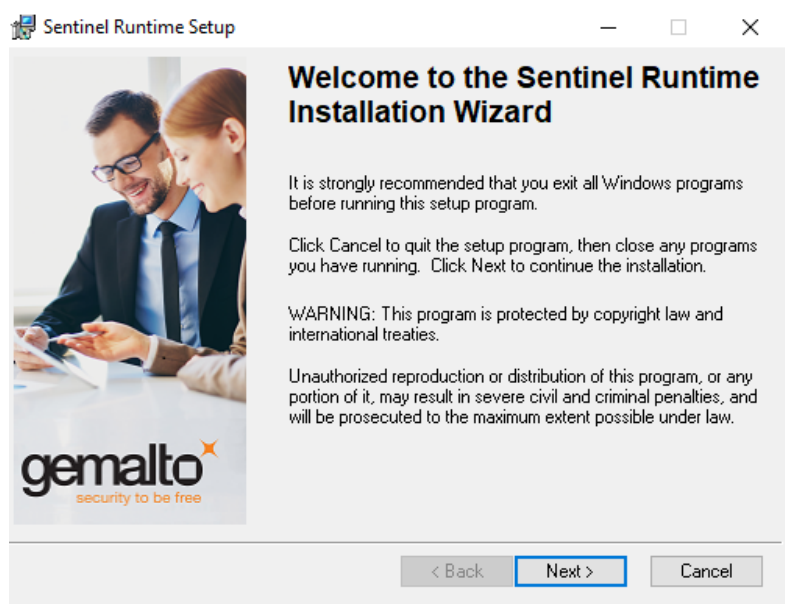 Sentinel Runtime Setup
Welcome to the Sentinel Runtime
Installation Wizard
It is strongly recommended that you exit all Windows programs
before running this setup program.
Click Cancel to quit the setup program, then close any programs
you have running.  Click Next to continue the installation.
WARNING: This program is protected by copyright law and
international treaties.
Unauthorized reproduction or distribution of this program, or any
portion of it, may result in severe civil and criminal penalties, and
will be prosecuted to the maximum extent possible under law.
gemalto
security to be free
< Back
Next >
Cancel